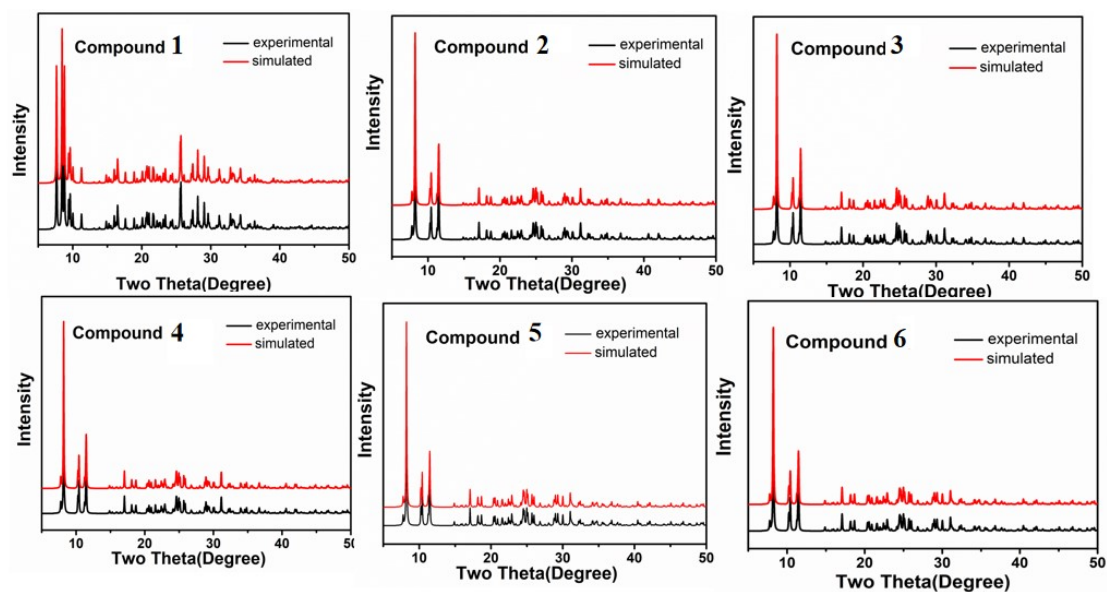 Compound 1
experimental
simulated
Intensity
10 20 30 40 50
Two Theta(Degree)
Compound 2
experimental
simulated
Intensity
10 20 30 40 50
Two Theta(Degree)
Compound 3
experimental
simulated
Intensity
10 20 30 40 50
Two Theta(Degree)
Compound 4
experimental
simulated
Intensity
10 20 30 40 50
Two Theta(Degree)
Compound 5
experimental
simulated
Intensity
10 20 30 40 50
Two Theta(Degree)
Compound 6
experimental
simulated
Intensity
10 20 30 40 50
Two Theta(Degree)